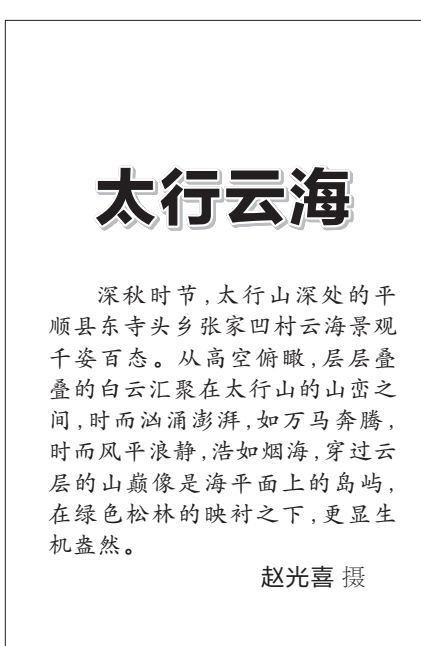 太行云海
深秋时节,太行山深处的平
顺县东寺头乡张家凹村云海景观
千姿百态。从高空俯瞰,层层叠
叠的白云汇聚在太行山的山峦之
间,时而汹涌澎湃,如万马奔腾,
时而风平浪静,浩如烟海,穿过云
层的山巅像是海平面上的岛屿,
在绿色松林的映衬之下,更显生
机盎然。
赵光喜 摄